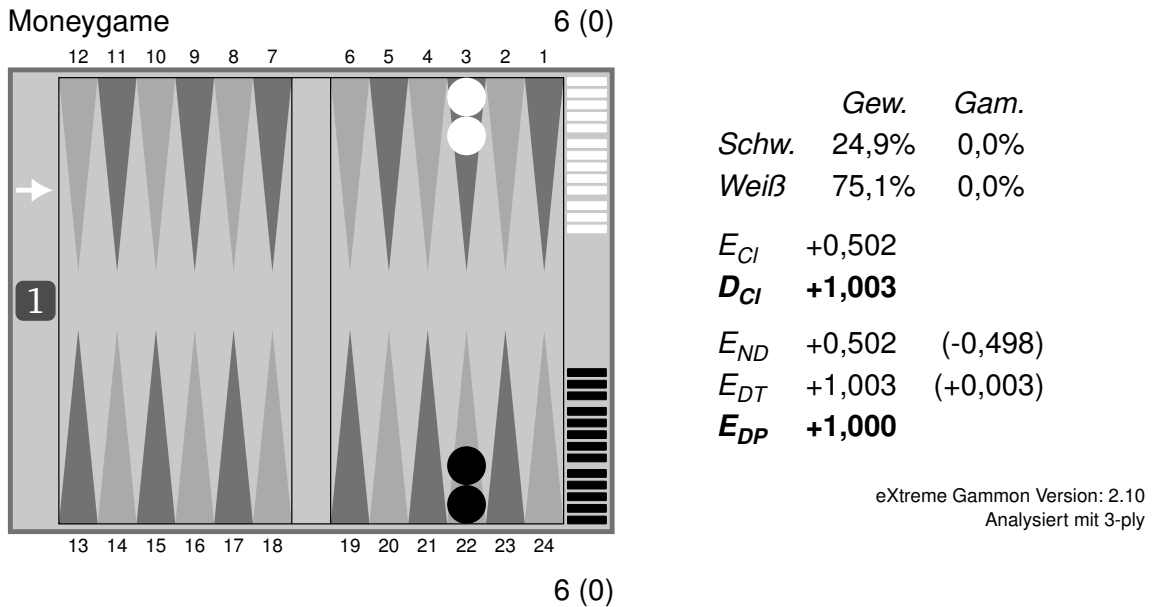 Moneygame 6 (0)
12 11 10 9 8 7 6 5 4 3 2 1
1
13 14 15 16 17 18 19 20 21 22 23 24
6 (0)
Gew. Gam.
Schw. 24,9% 0,0%
Weiß 75,1% 0,0%
E_CI +0,502
D_CI +1,003
E_ND +0,502 (-0,498)
E_DT +1,003 (+0,003)
E_DP +1,000
eXtreme Gammon Version: 2.10
Analysiert mit 3-ply